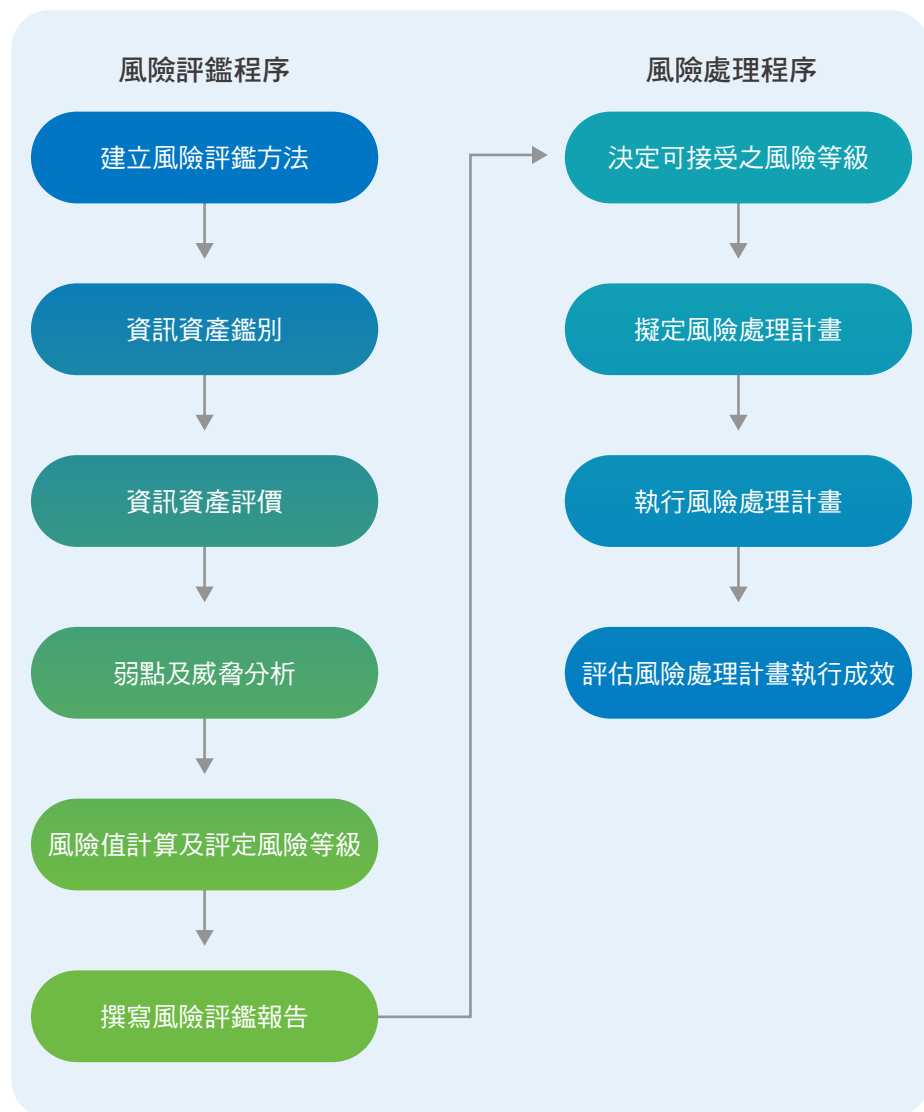 風險評鑑程序
建立風險評鑑方法
資訊資產鑑別
資訊資產評價
弱點及威脅分析
風險值計算及評定風險等級
撰寫風險評鑑報告
風險處理程序
決定可接受之風險等級
擬定風險處理計畫
執行風險處理計畫
評估風險處理計畫執行成效